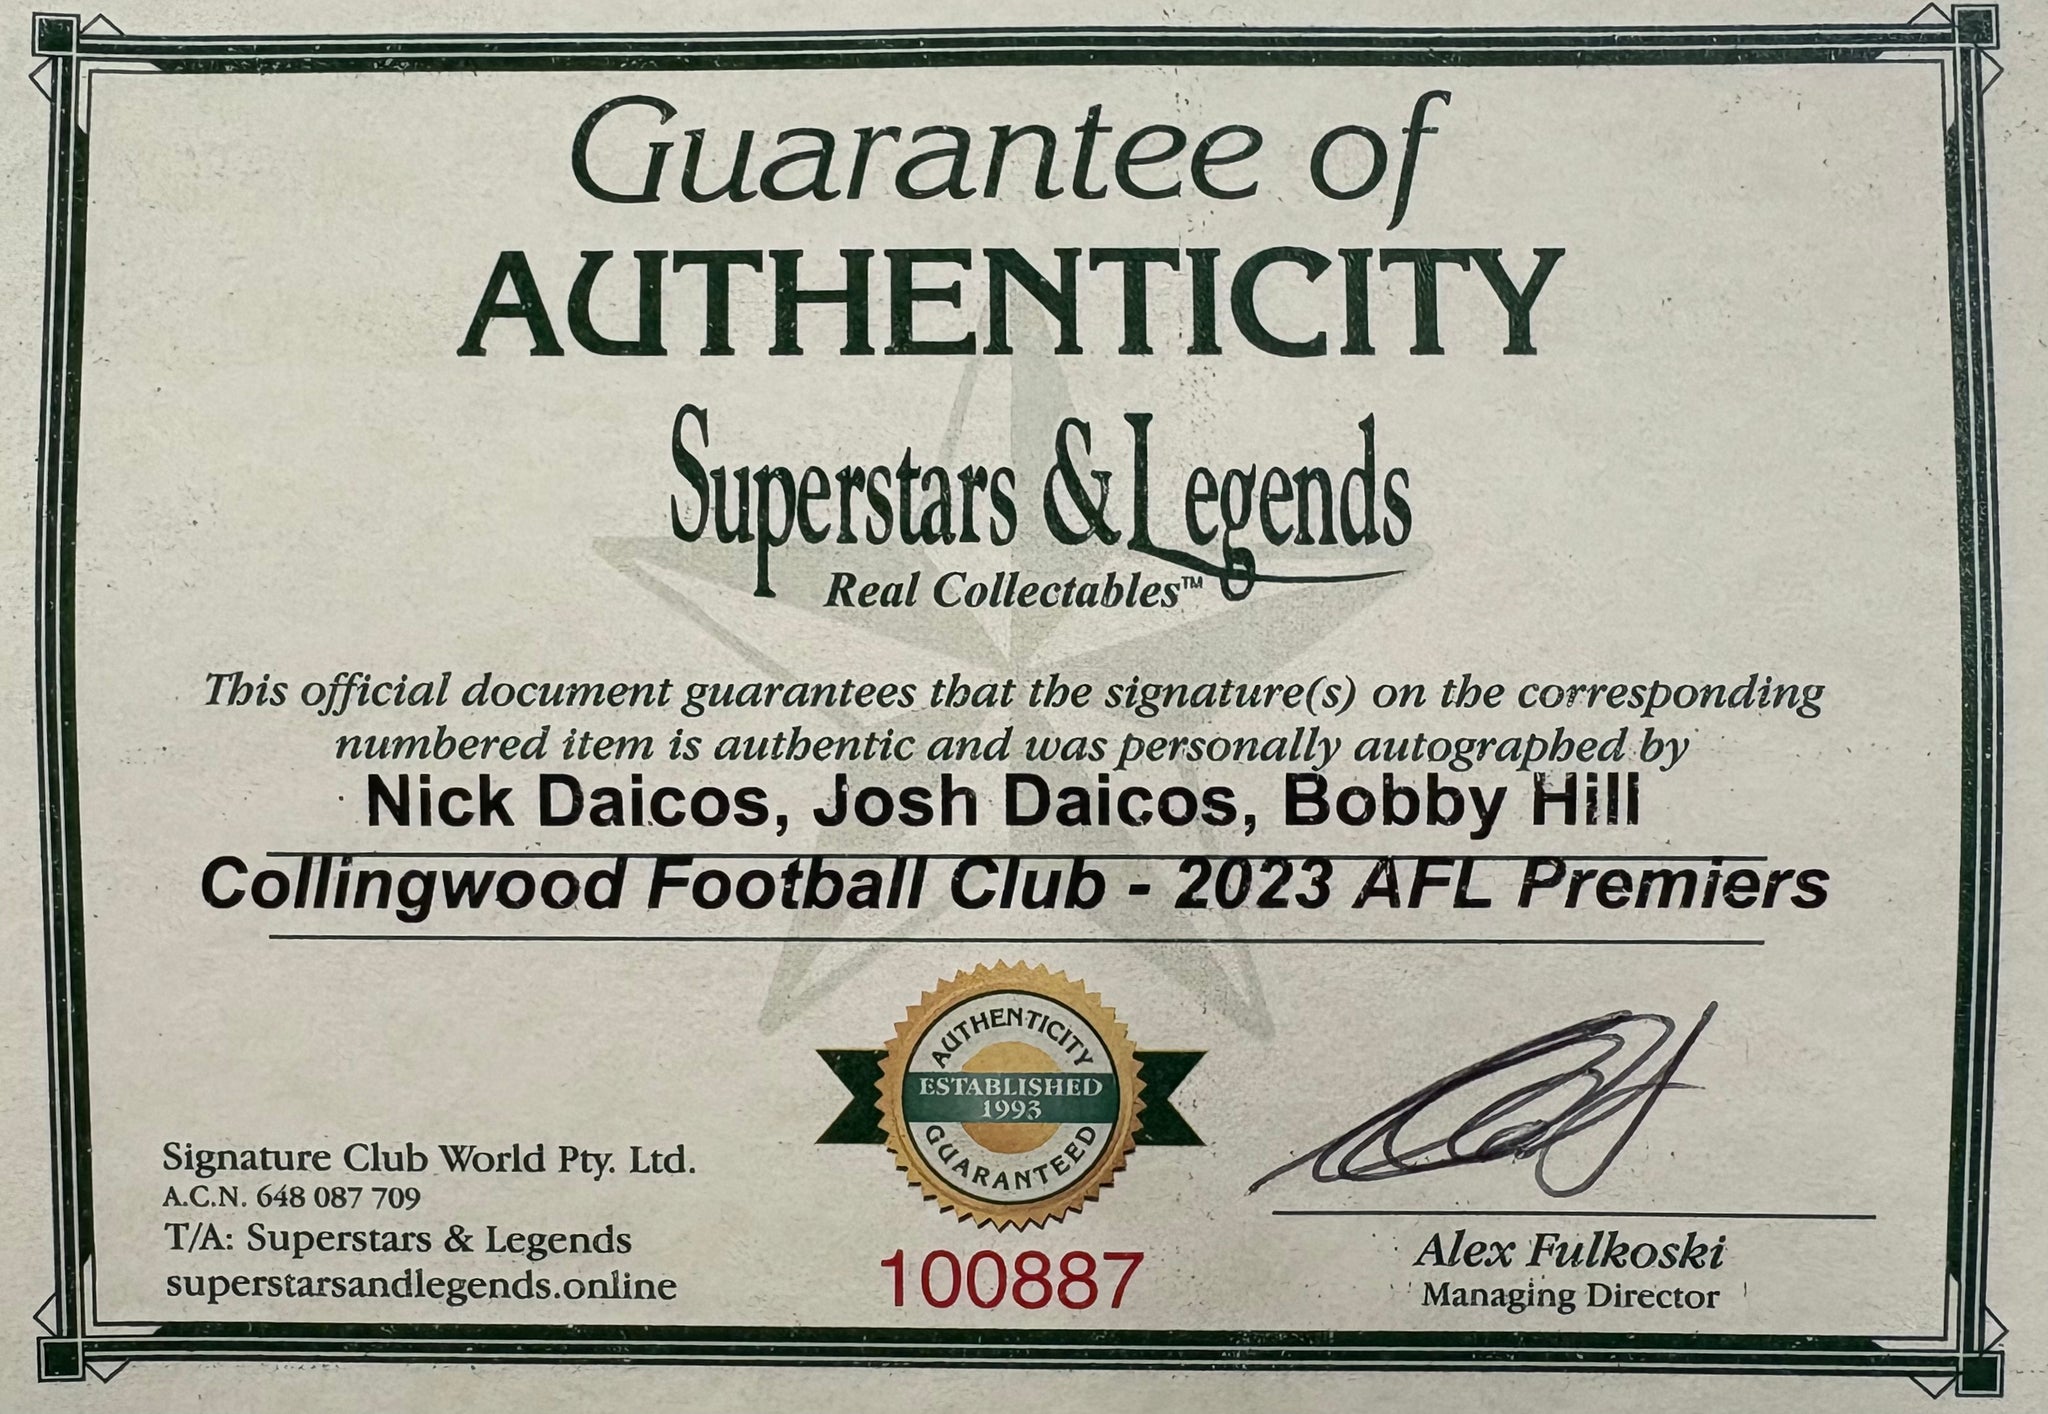 Guarantee of
AUTHENTICITY
Superstars & Legends
Real Collectables™
This official document guarantees that the signature(s) on the corresponding
numbered item is authentic and was personally autographed by
Nick Daicos, Josh Daicos, Bobby Hill
Collingwood Football Club - 2023 AFL Premiers
AUTHENTICITY
ESTABLISHED
1993
GUARANTEED
Signature Club World Pty. Ltd.
A.C.N. 648 087 709
T/A: Superstars & Legends
superstarsandlegends.online
100887
Alex Fulkoski
Managing Director